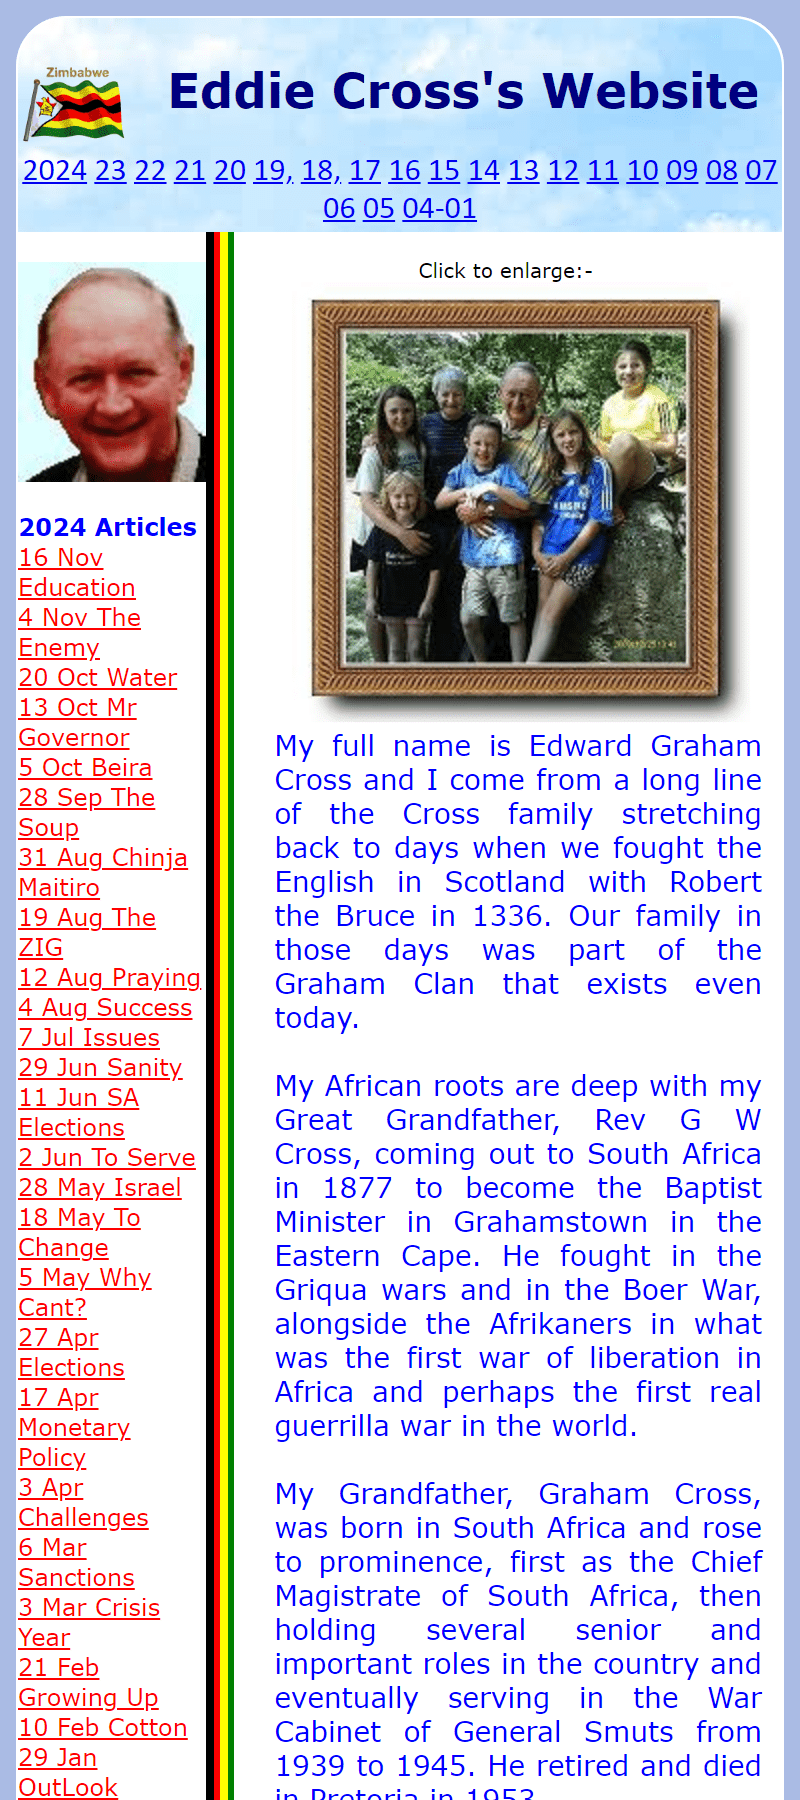 Zimbabwe
Eddie Cross's Website
2024 23 22 21 20 19, 18, 17 16 15 14 13 12 11 10 09 08 07
06 05 04-01
2024 Articles
16 Nov
Education
4 Nov The
Enemy
20 Oct Water
13 Oct Mr
Governor
5 Oct Beira
28 Sep The
Soup
31 Aug Chinja
Maitiro
19 Aug The
ZIG
12 Aug Praying
4 Aug Success
7 Jul Issues
29 Jun Sanity
11 Jun SA
Elections
2 Jun To Serve
28 May Israel
18 May To
Change
5 May Why
Cant?
27 Apr
Elections
17 Apr
Monetary
Policy
3 Apr
Challenges
6 Mar
Sanctions
3 Mar Crisis
Year
21 Feb
Growing Up
10 Feb Cotton
29 Jan
OutLook
Click to enlarge:-
My full name is Edward Graham
Cross and I come from a long line
of the Cross family stretching
back to days when we fought the
English in Scotland with Robert
the Bruce in 1336. Our family in
those days was part of the
Graham Clan that exists even
today.
My African roots are deep with my
Great Grandfather, Rev G W
Cross, coming out to South Africa
in 1877 to become the Baptist
Minister in Grahamstown in the
Eastern Cape. He fought in the
Griqua wars and in the Boer War,
alongside the Afrikaners in what
was the first war of liberation in
Africa and perhaps the first real
guerrilla war in the world.
My Grandfather, Graham Cross,
was born in South Africa and rose
to prominence, first as the Chief
Magistrate of South Africa, then
holding several senior and
important roles in the country and
eventually serving in the War
Cabinet of General Smuts from
1939 to 1945. He retired and died
in Pretoria in 1953